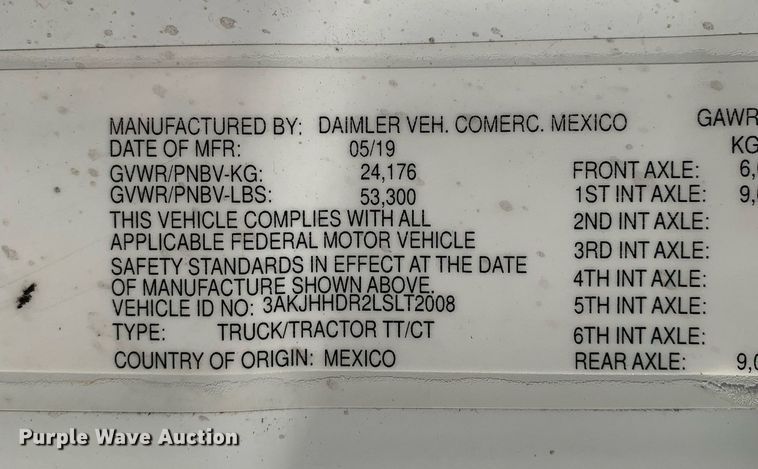 MANUFACTURED BY: DAIMLER VEH. COMERC. MEXICO
DATE OF MFR: 05/19
GVWR/PNBV-KG: 24,176
GVWR/PNBV-LBS: 53,300
THIS VEHICLE COMPLIES WITH ALL
APPLICABLE FEDERAL MOTOR VEHICLE
SAFETY STANDARDS IN EFFECT AT THE DATE
OF MANUFACTURE SHOWN ABOVE.
VEHICLE ID NO: 3AKJHHDR2LSLT2008
TYPE: TRUCK/TRACTOR TT/CT
COUNTRY OF ORIGIN: MEXICO
GAWR
KG
FRONT AXLE: 6,
1ST INT AXLE: 9,
2ND INT AXLE:
3RD INT AXLE:
4TH INT AXLE:
5TH INT AXLE:
6TH INT AXLE:
REAR AXLE: 9,
Purple Wave Auction